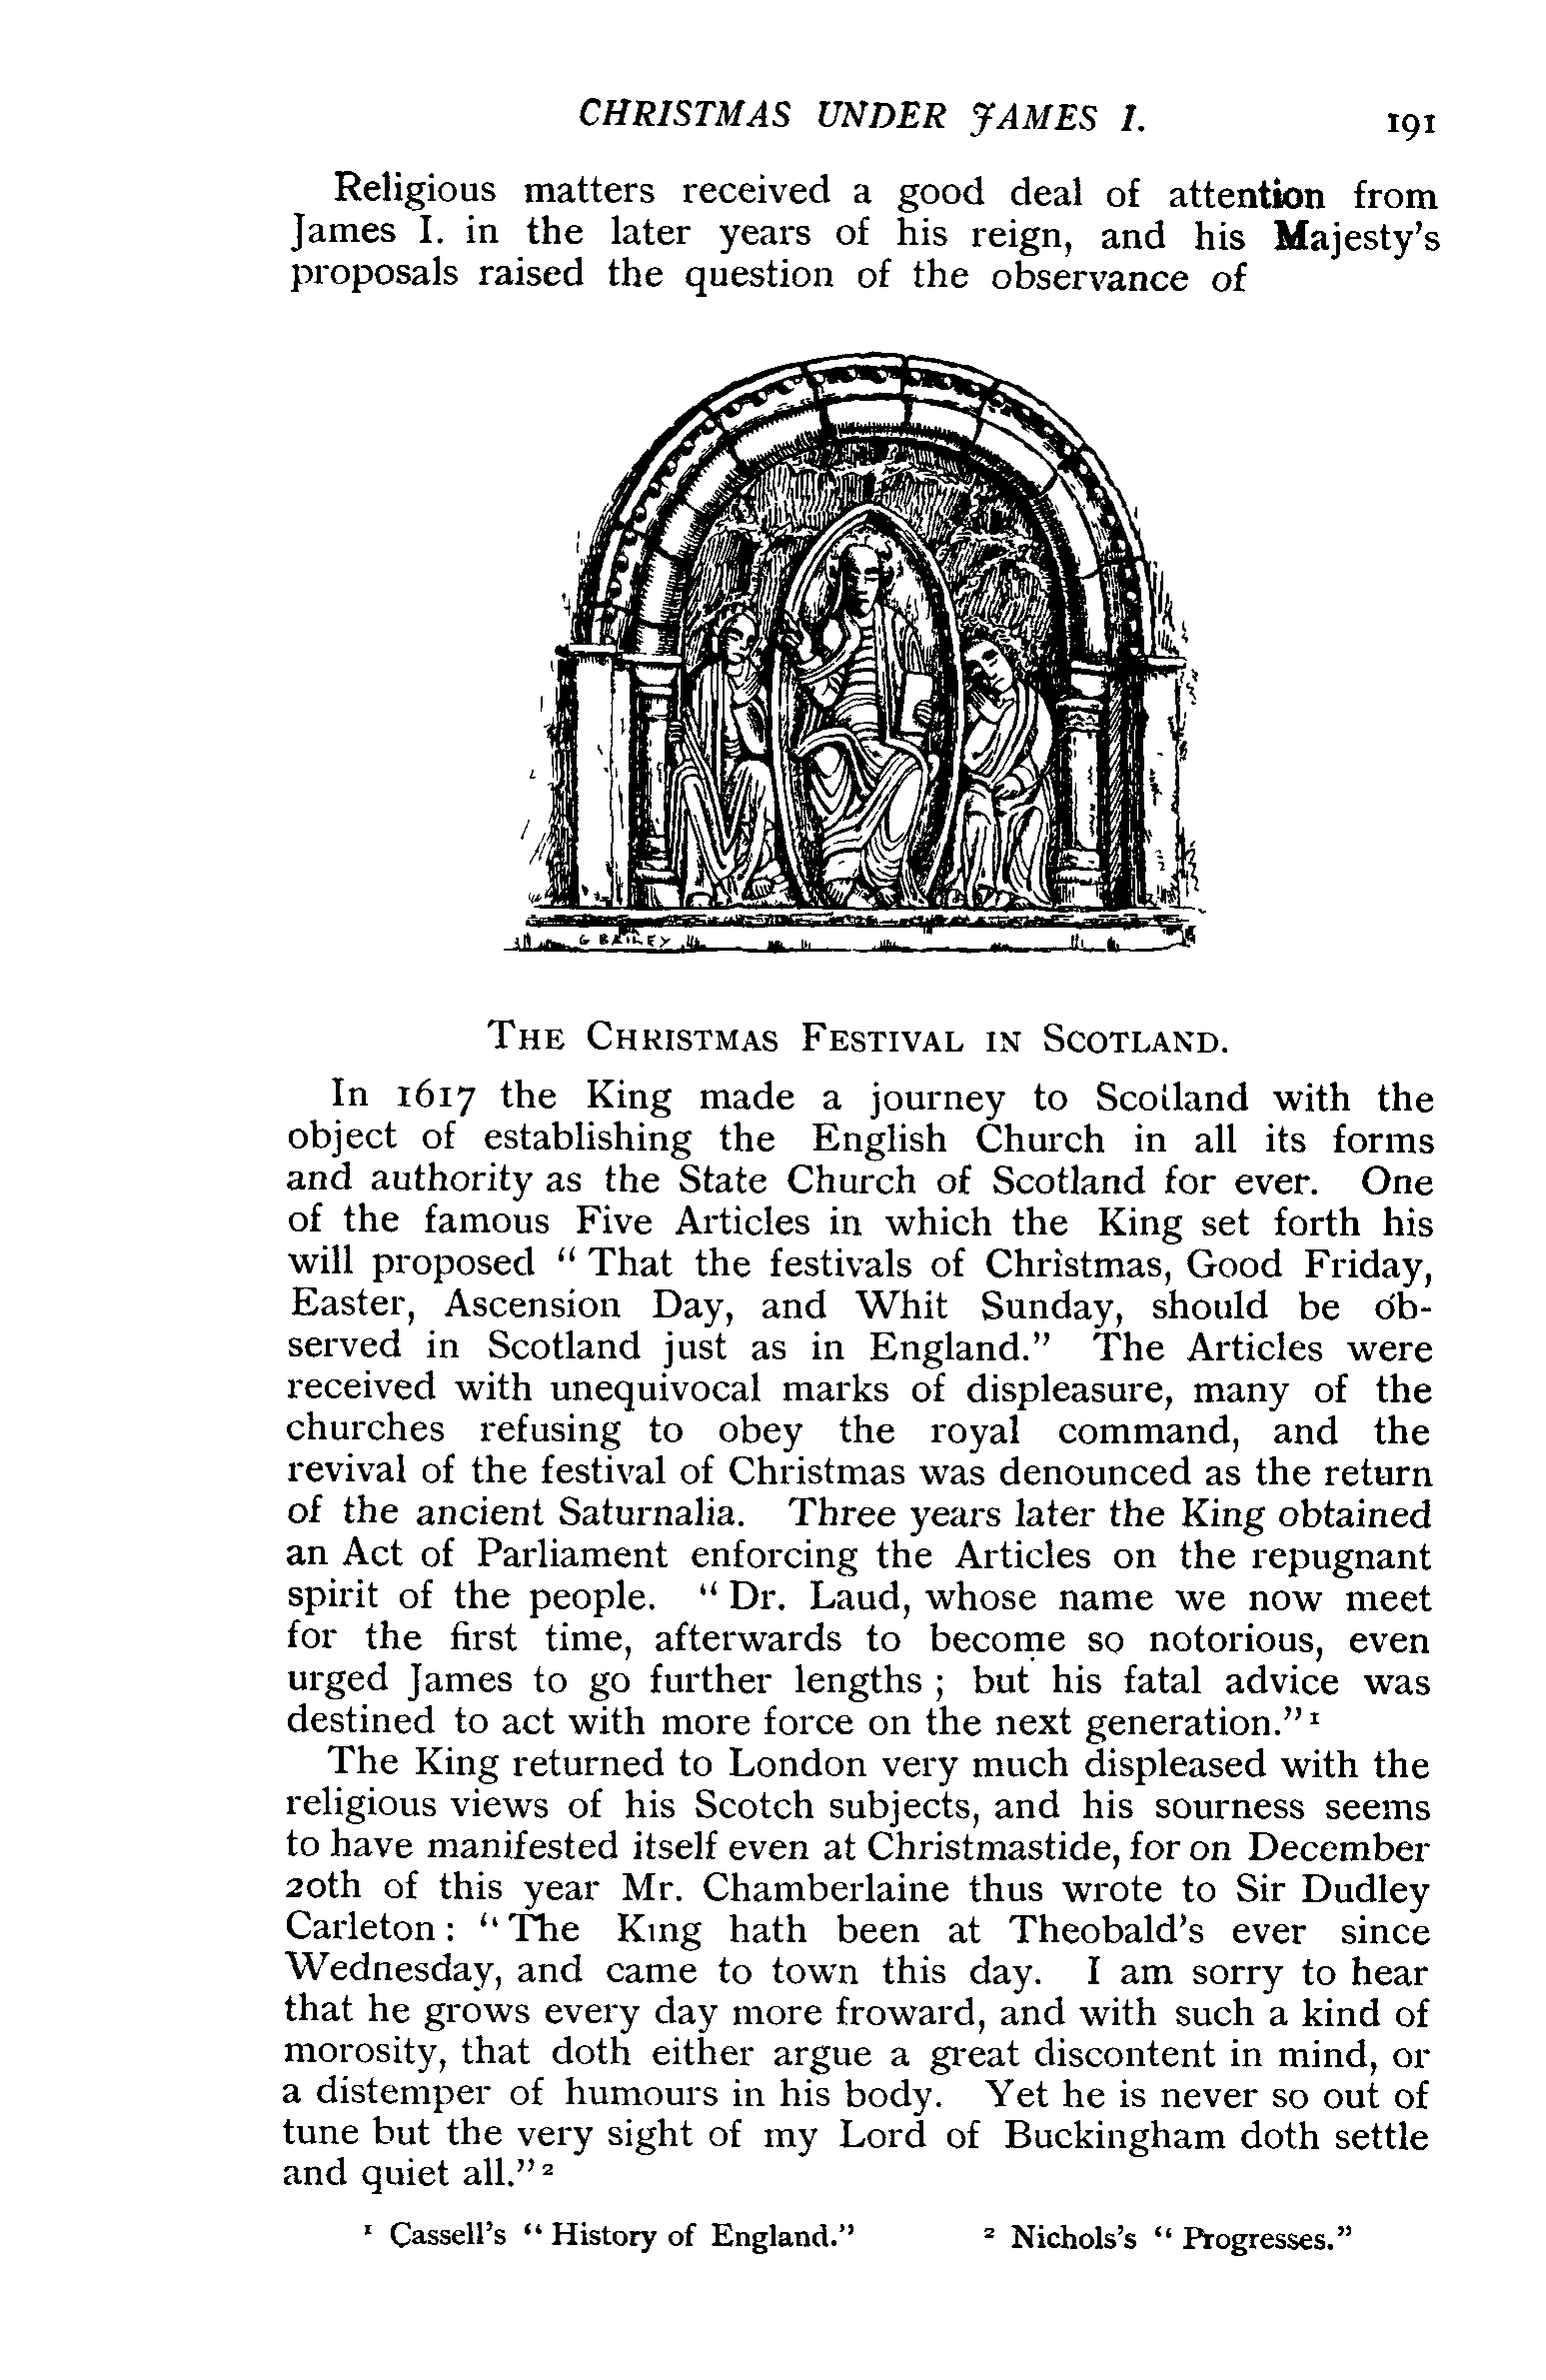 CHRISTMAS UNDER JAMES I. 191
Religious matters received a good deal of attention from
James I. in the later years of his reign, and his Majesty's
proposals raised the question of the observance of
G BAILEY
THE CHRISTMAS FESTIVAL IN SCOTLAND.
In 1617 the King made a journey to Scotland with the
object of establishing the English Church in all its forms
and authority as the State Church of Scotland for ever. One
of the famous Five Articles in which the King set forth his
will proposed “ That the festivals of Christmas, Good Friday,
Easter, Ascension Day, and Whit Sunday, should be ob-
served in Scotland just as in England.” The Articles were
received with unequivocal marks of displeasure, many of the
churches refusing to obey the royal command, and the
revival of the festival of Christmas was denounced as the return
of the ancient Saturnalia. Three years later the King obtained
an Act of Parliament enforcing the Articles on the repugnant
spirit of the people. “ Dr. Laud, whose name we now meet
for the first time, afterwards to become so notorious, even
urged James to go further lengths ; but his fatal advice was
destined to act with more force on the next generation.” 1
The King returned to London very much displeased with the
religious views of his Scotch subjects, and his sourness seems
to have manifested itself even at Christmastide, for on December
20th of this year Mr. Chamberlaine thus wrote to Sir Dudley
Carleton : “ The King hath been at Theobald's ever since
Wednesday, and came to town this day. I am sorry to hear
that he grows every day more froward, and with such a kind of
morosity, that doth either argue a great discontent in mind, or
a distemper of humours in his body. Yet he is never so out of
tune but the very sight of my Lord of Buckingham doth settle
and quiet all.” 2
1 Cassell's “ History of England.” 2 Nichols's “ Progresses.”